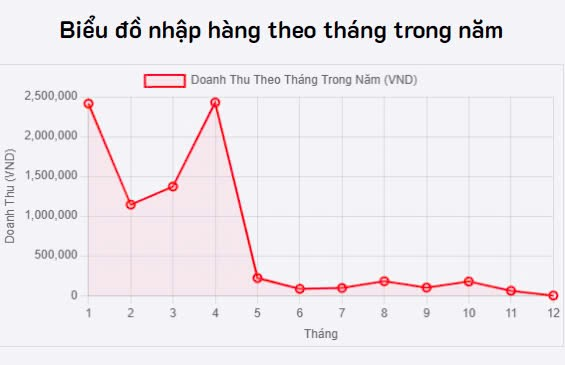 Biểu đồ nhập hàng theo tháng trong năm
Doanh Thu Theo Tháng Trong Năm (VND)
Doanh Thu (VND)
2,500,000
2,000,000
1,500,000
1,000,000
500,000
0
1 2 3 4 5 6 7 8 9 10 11 12
Tháng